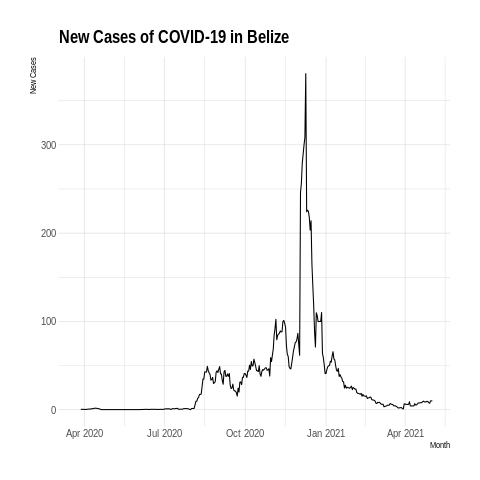 New Cases of COVID-19 in Belize
New Cases
300
200
100
0
Apr 2020 Jul 2020 Oct 2020 Jan 2021 Apr 2021
Month